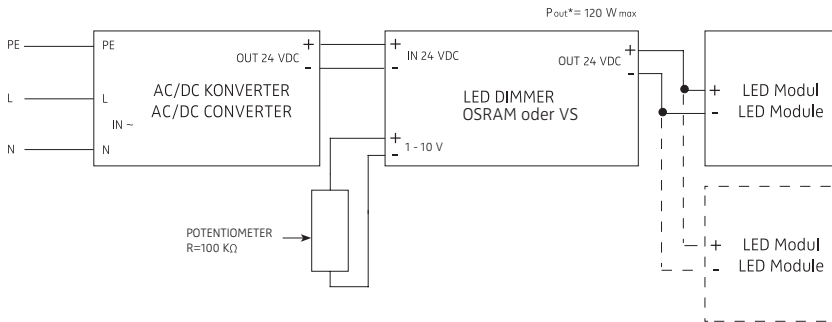 Pout*= 120 W max
PE
PE
L
L
IN ~
N
N
OUT 24 VDC
+
-
AC/DC KONVERTER
AC/DC CONVERTER
+
-
IN 24 VDC
OUT 24 VDC
+
-
LED DIMMER
OSRAM oder VS
+
-
1 - 10 V
+
-
LED Modul
LED Module
POTENTIOMETER
R=100 KΩ
+
-
LED Modul
LED Module